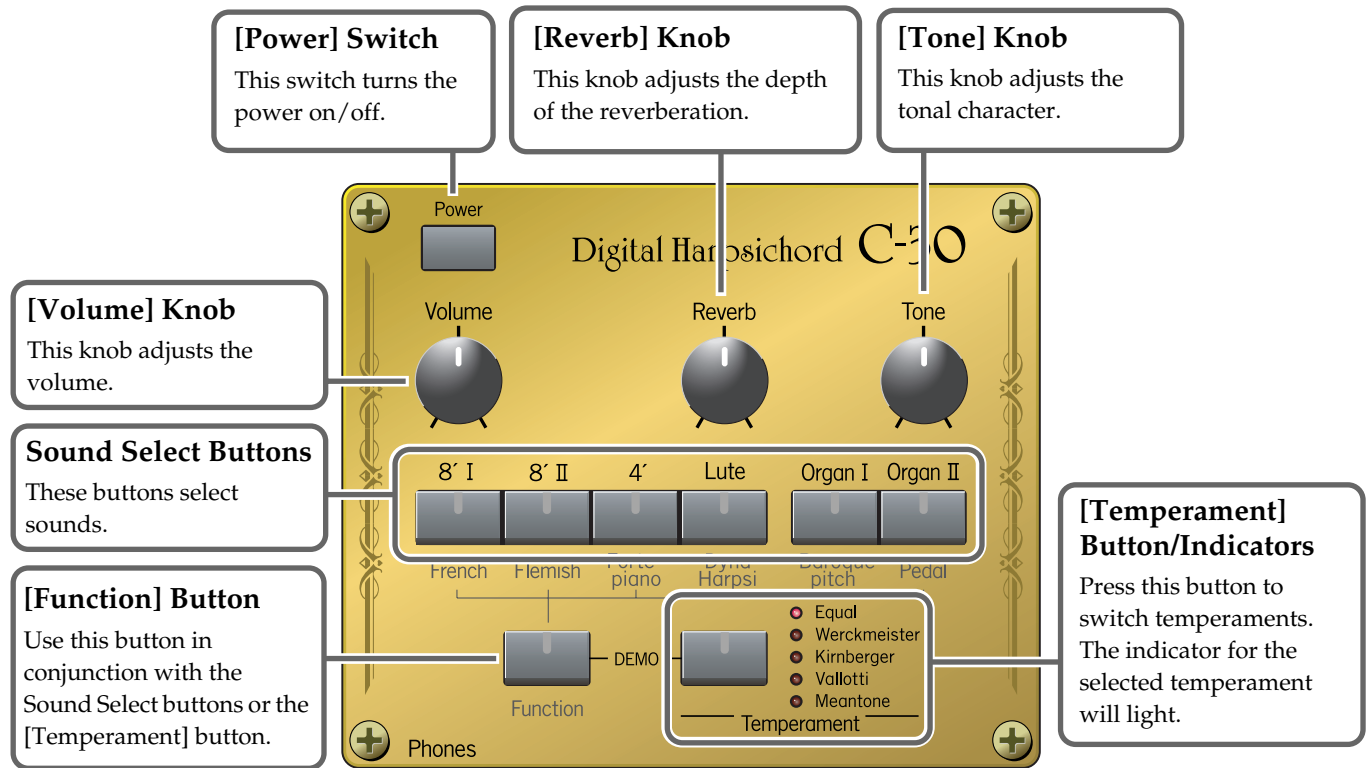 [Power] Switch
This switch turns the
power on/off.
[Reverb] Knob
This knob adjusts the depth
of the reverberation.
[Tone] Knob
This knob adjusts the
tonal character.
Power
Digital Harpsichord C-30
[Volume] Knob
This knob adjusts the
volume.
Volume
Reverb
Tone
Sound Select Buttons
These buttons select
sounds.
8′ I
8′ II
4′
Lute
Organ I
Organ II
French
Flemish
Forte
piano
Dyna
Harpsi
Baroque
pitch
Pedal
[Function] Button
Use this button in
conjunction with the
Sound Select buttons or the
[Temperament] button.
DEMO
Function
Equal
Werckmeister
Kirnberger
Vallotti
Meantone
Temperament
[Temperament]
Button/Indicators
Press this button to
switch temperaments.
The indicator for the
selected temperament
will light.
Phones